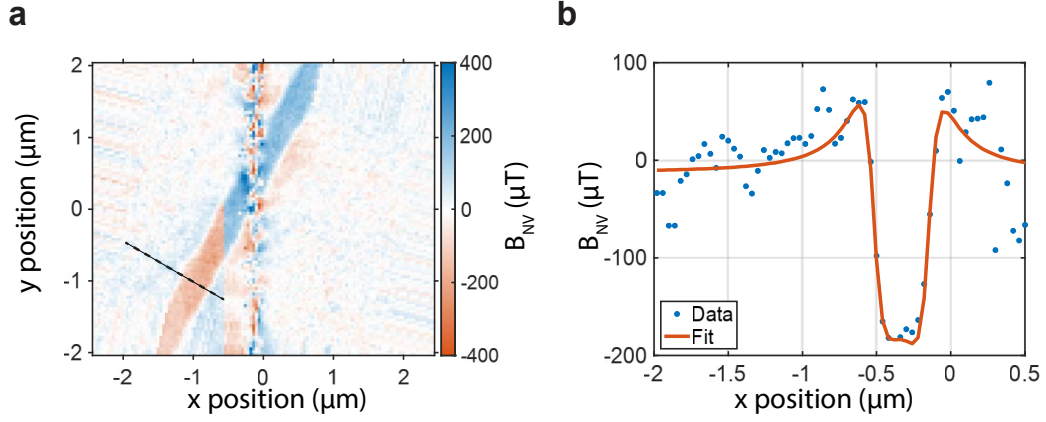 a
b
2
1
0
-1
-2
y position (μm)
-2
-1
0
1
2
x position (μm)
400
200
0
-200
-400
B_NV (μT)
100
0
-100
-200
B_NV (μT)
Data
Fit
-2
-1.5
-1
-0.5
0
0.5
x position (μm)